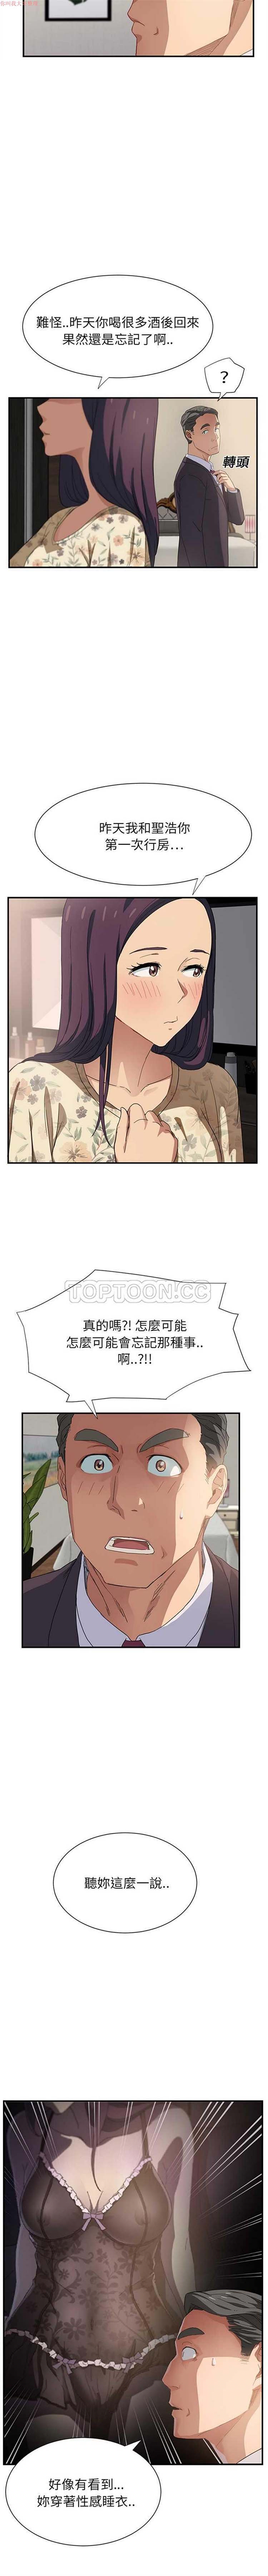 難怪..昨天你喝很多酒後回來
果然還是忘記了啊..
?
轉頭
昨天我和聖浩你
第一次行房...
TOPTOON.CC
真的嗎?! 怎麼可能
怎麼可能會忘記那種事..
啊..?!!
聽妳這麼一說..
好像有看到...
妳穿著性感睡衣..